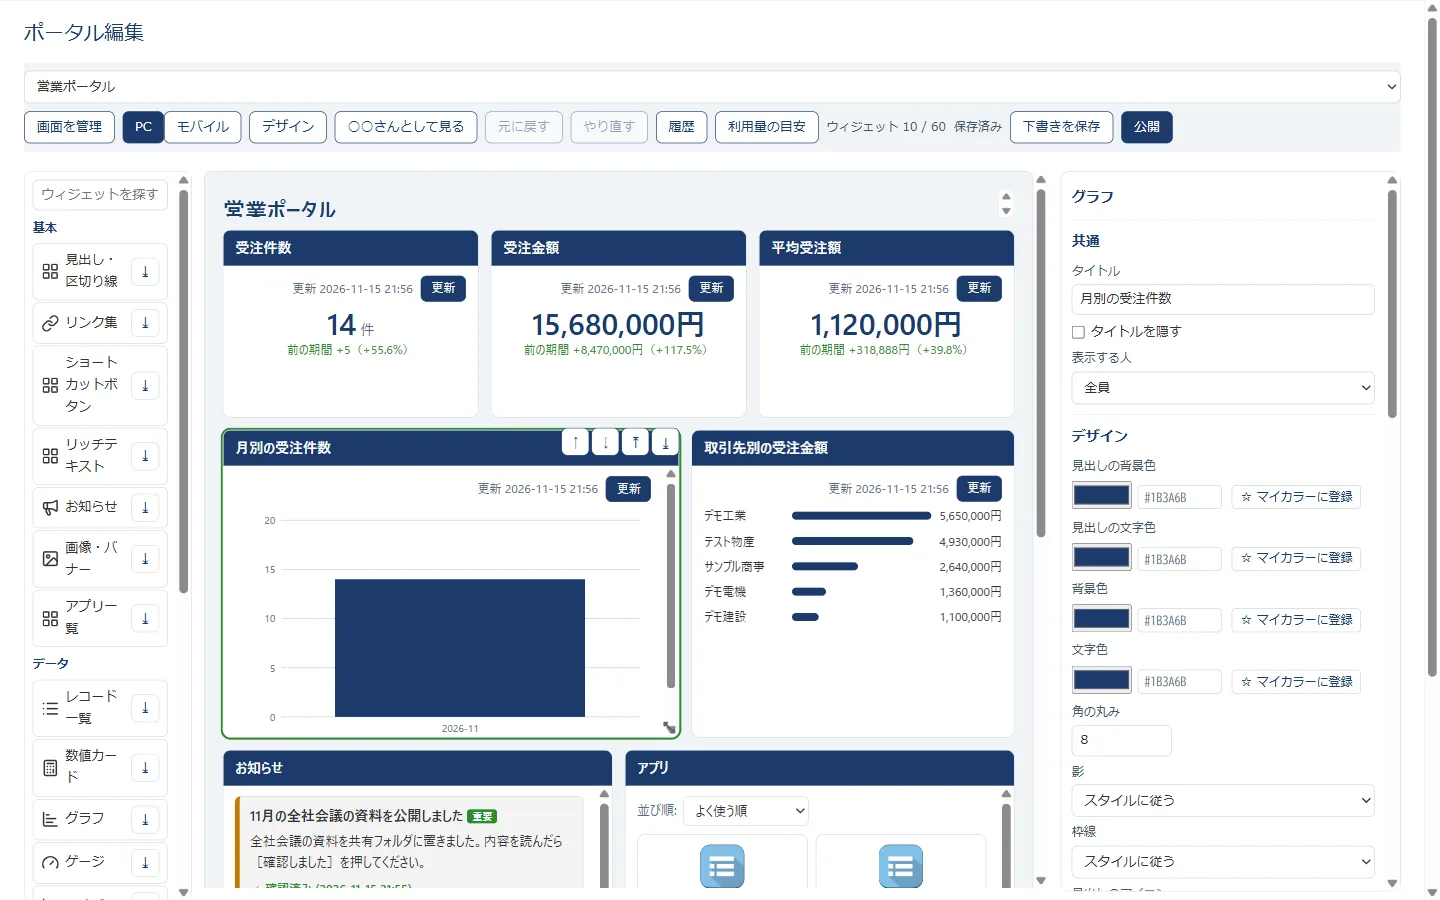 ポータル編集
営業ポータル
画面を管理 PC モバイル デザイン ○○さんとして見る 元に戻す やり直す 履歴 利用量の目安 ウィジェット 10 / 60 保存済み 下書きを保存 公開
ウィジェットを探す
基本
見出し・
区切り線
リンク集
ショート
カットボ
タン
リッチテ
キスト
お知らせ
画像・バ
ナー
アプリ一
覧
データ
レコード
一覧
数値カー
ド
グラフ
ゲージ
営業ポータル
受注件数
更新 2026-11-15 21:56 更新
14 件
前の期間 +5（+55.6%）
受注金額
更新 2026-11-15 21:56 更新
15,680,000円
前の期間 +8,470,000円（+117.5%）
平均受注額
更新 2026-11-15 21:56 更新
1,120,000円
前の期間 +318,888円（+39.8%）
月別の受注件数
更新 2026-11-15 21:56 更新
20
15
10
5
0
2026-11
取引先別の受注金額
更新 2026-11-15 21:56 更新
デモ工業 5,650,000円
テスト物産 4,930,000円
サンプル商事 2,640,000円
デモ電機 1,360,000円
デモ建設 1,100,000円
お知らせ
11月の全社会議の資料を公開しました 重要
全社会議の資料を共有フォルダに置きました。内容を読んだら
［確認しました］を押してください。
アプリ
並び順: よく使う順
グラフ
共通
タイトル
月別の受注件数
タイトルを隠す
表示する人
全員
デザイン
見出しの背景色
#1B3A6B ☆ マイカラーに登録
見出しの文字色
#1B3A6B ☆ マイカラーに登録
背景色
#1B3A6B ☆ マイカラーに登録
文字色
#1B3A6B ☆ マイカラーに登録
角の丸み
8
影
スタイルに従う
枠線
スタイルに従う